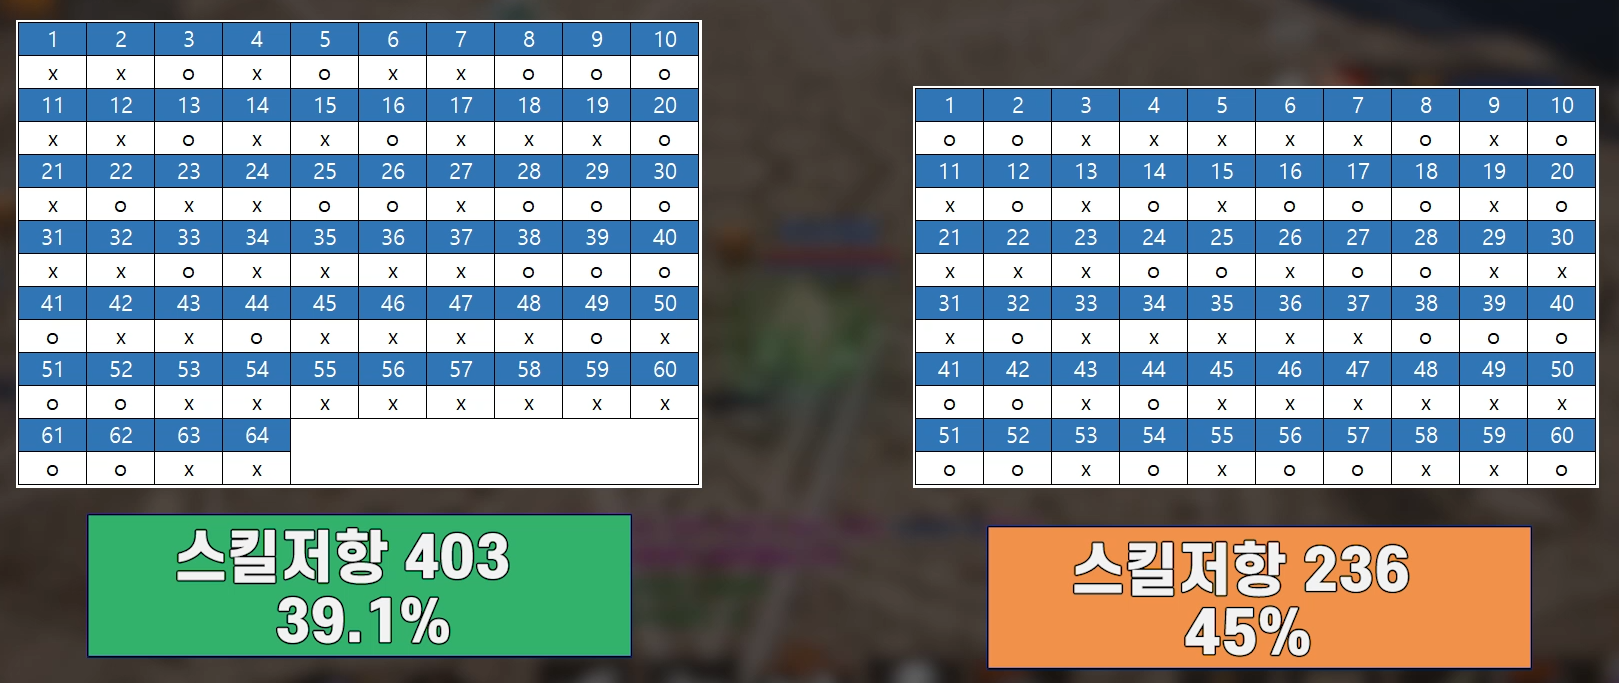 1 2 3 4 5 6 7 8 9 10
x x o x o x x o o o
11 12 13 14 15 16 17 18 19 20
x x o x x o x x x o
21 22 23 24 25 26 27 28 29 30
x o x x o o x o o o
31 32 33 34 35 36 37 38 39 40
x x o x x x x o o o
41 42 43 44 45 46 47 48 49 50
o x x o x x x x o x
51 52 53 54 55 56 57 58 59 60
o o x x x x x x x x
61 62 63 64
o o x x
스킬저항 403
39.1%
1 2 3 4 5 6 7 8 9 10
o o x x x x x o x o
11 12 13 14 15 16 17 18 19 20
x o x o x o o o x o
21 22 23 24 25 26 27 28 29 30
x x x o o x o o x x
31 32 33 34 35 36 37 38 39 40
x o x x x x x o o o
41 42 43 44 45 46 47 48 49 50
o o x o x x x x x x
51 52 53 54 55 56 57 58 59 60
o o x o x o o x x o
스킬저항 236
45%